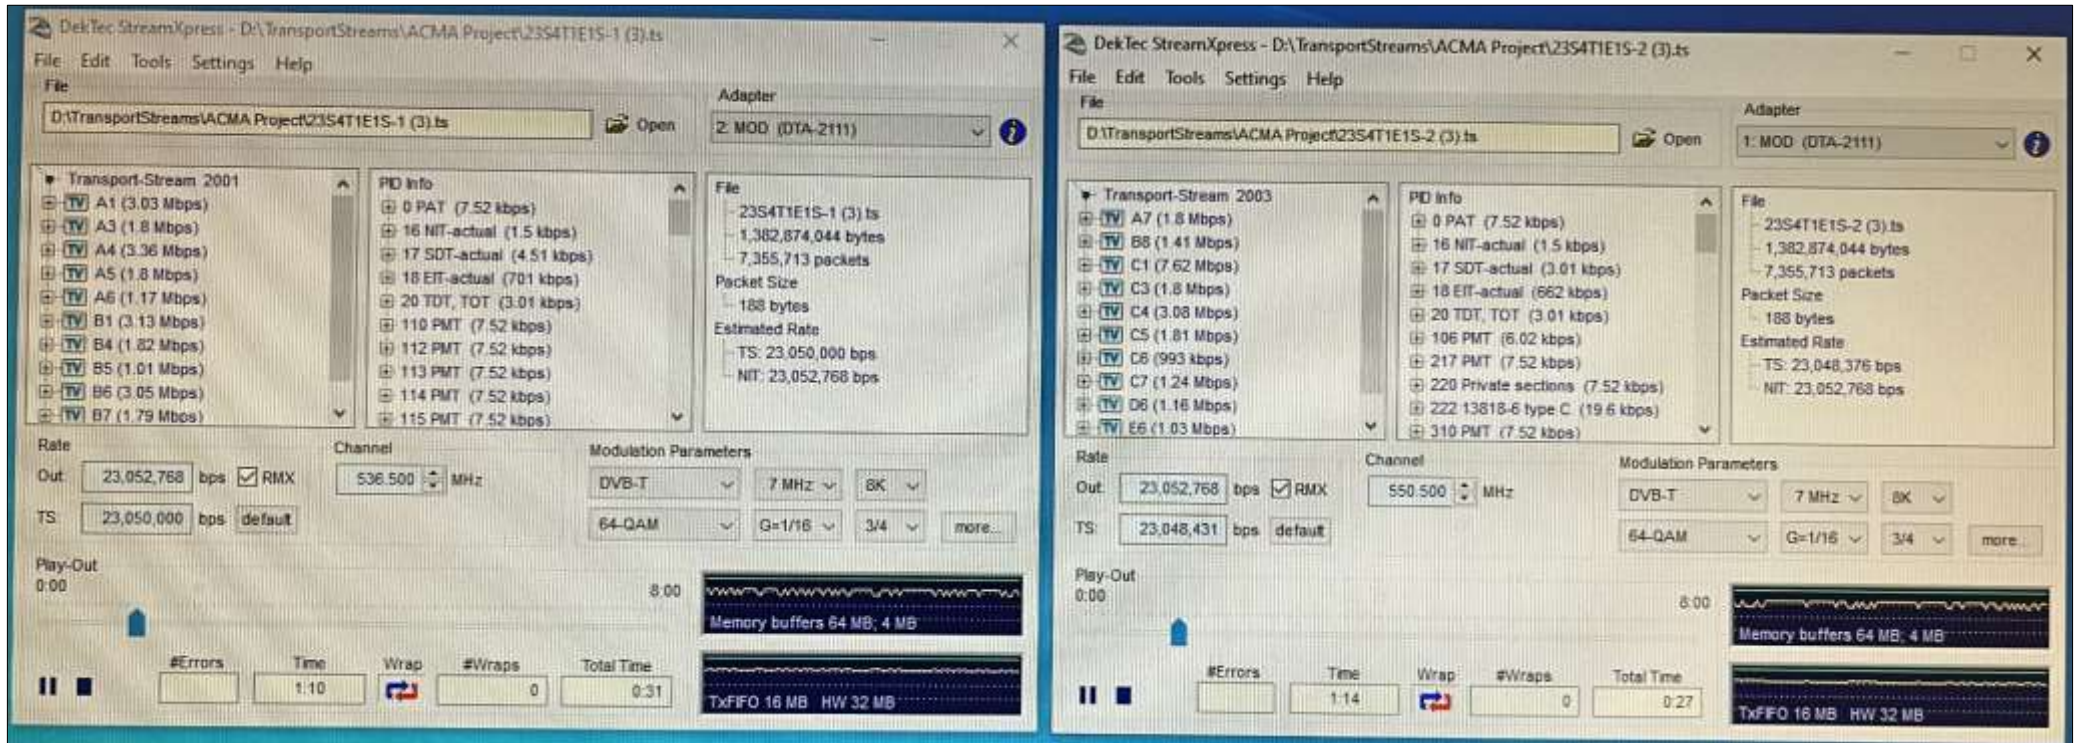 DekTec StreamXpress - D:\TransportStreams\ACMA Project\23S4T1E1S-1 (3).ts
File Edit Tools Settings Help
File
D:\TransportStreams\ACMA Project\23S4T1E1S-1 (3).ts
Open
Adapter
2: MOD (DTA-2111)
Transport-Stream 2001
TV A1 (3.03 Mbps)
TV A3 (1.8 Mbps)
TV A4 (3.36 Mbps)
TV A5 (1.8 Mbps)
TV A6 (1.17 Mbps)
TV B1 (3.13 Mbps)
TV B4 (1.82 Mbps)
TV B5 (1.01 Mbps)
TV B6 (3.05 Mbps)
TV B7 (1.79 Mbps)
PID Info
0 PAT (7.52 kbps)
16 NIT-actual (1.5 kbps)
17 SDT-actual (4.51 kbps)
18 EIT-actual (701 kbps)
20 TDT, TOT (3.01 kbps)
110 PMT (7.52 kbps)
112 PMT (7.52 kbps)
113 PMT (7.52 kbps)
114 PMT (7.52 kbps)
115 PMT (7.52 kbps)
File
23S4T1E1S-1 (3).ts
1,382,874,044 bytes
7,355,713 packets
Packet Size
188 bytes
Estimated Rate
TS: 23,050,000 bps
NIT: 23,052,768 bps
Rate
Out: 23,052,768 bps RMX
TS: 23,050,000 bps default
Channel
536.500 MHz
Modulation Parameters
DVB-T 7 MHz 8K
64-QAM G=1/16 3/4 more...
Play-Out
0:00 8:00
Memory buffers 64 MB; 4 MB
#Errors Time Wrap #Wraps Total Time
1:10 0 0:31
TxFIFO 16 MB HW 32 MB
DekTec StreamXpress - D:\TransportStreams\ACMA Project\23S4T1E1S-2 (3).ts
File Edit Tools Settings Help
File
D:\TransportStreams\ACMA Project\23S4T1E1S-2 (3).ts
Open
Adapter
1: MOD (DTA-2111)
Transport-Stream 2003
TV A7 (1.8 Mbps)
TV B8 (1.41 Mbps)
TV C1 (7.62 Mbps)
TV C3 (1.8 Mbps)
TV C4 (3.08 Mbps)
TV C5 (1.81 Mbps)
TV C6 (993 kbps)
TV C7 (1.24 Mbps)
TV D6 (1.16 Mbps)
TV E6 (1.03 Mbps)
PID Info
0 PAT (7.52 kbps)
16 NIT-actual (1.5 kbps)
17 SDT-actual (3.01 kbps)
18 EIT-actual (662 kbps)
20 TDT, TOT (3.01 kbps)
106 PMT (6.02 kbps)
217 PMT (7.52 kbps)
220 Private sections (7.52 kbps)
222 13818-6 type C (19.6 kbps)
310 PMT (7.52 kbps)
File
23S4T1E1S-2 (3).ts
1,382,874,044 bytes
7,355,713 packets
Packet Size
188 bytes
Estimated Rate
TS: 23,048,376 bps
NIT: 23,052,768 bps
Rate
Out: 23,052,768 bps RMX
TS: 23,048,431 bps default
Channel
550.500 MHz
Modulation Parameters
DVB-T 7 MHz 8K
64-QAM G=1/16 3/4 more...
Play-Out
0:00 8:00
Memory buffers 64 MB; 4 MB
#Errors Time Wrap #Wraps Total Time
1:14 0 0:27
TxFIFO 16 MB HW 32 MB